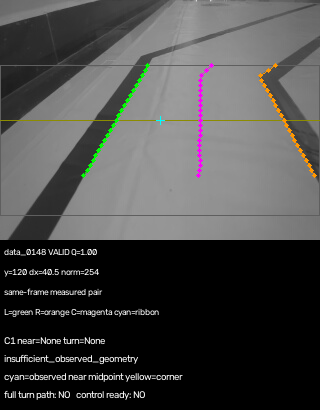 data_0148 VALID Q=1.00
y=120 dx=40.5 norm=254
same-frame measured pair
L=green R=orange C=magenta cyan=ribbon
C1 near=None turn=None
insufficient_observed_geometry
cyan=observed near midpoint yellow=corner
full turn path: NO control ready: NO